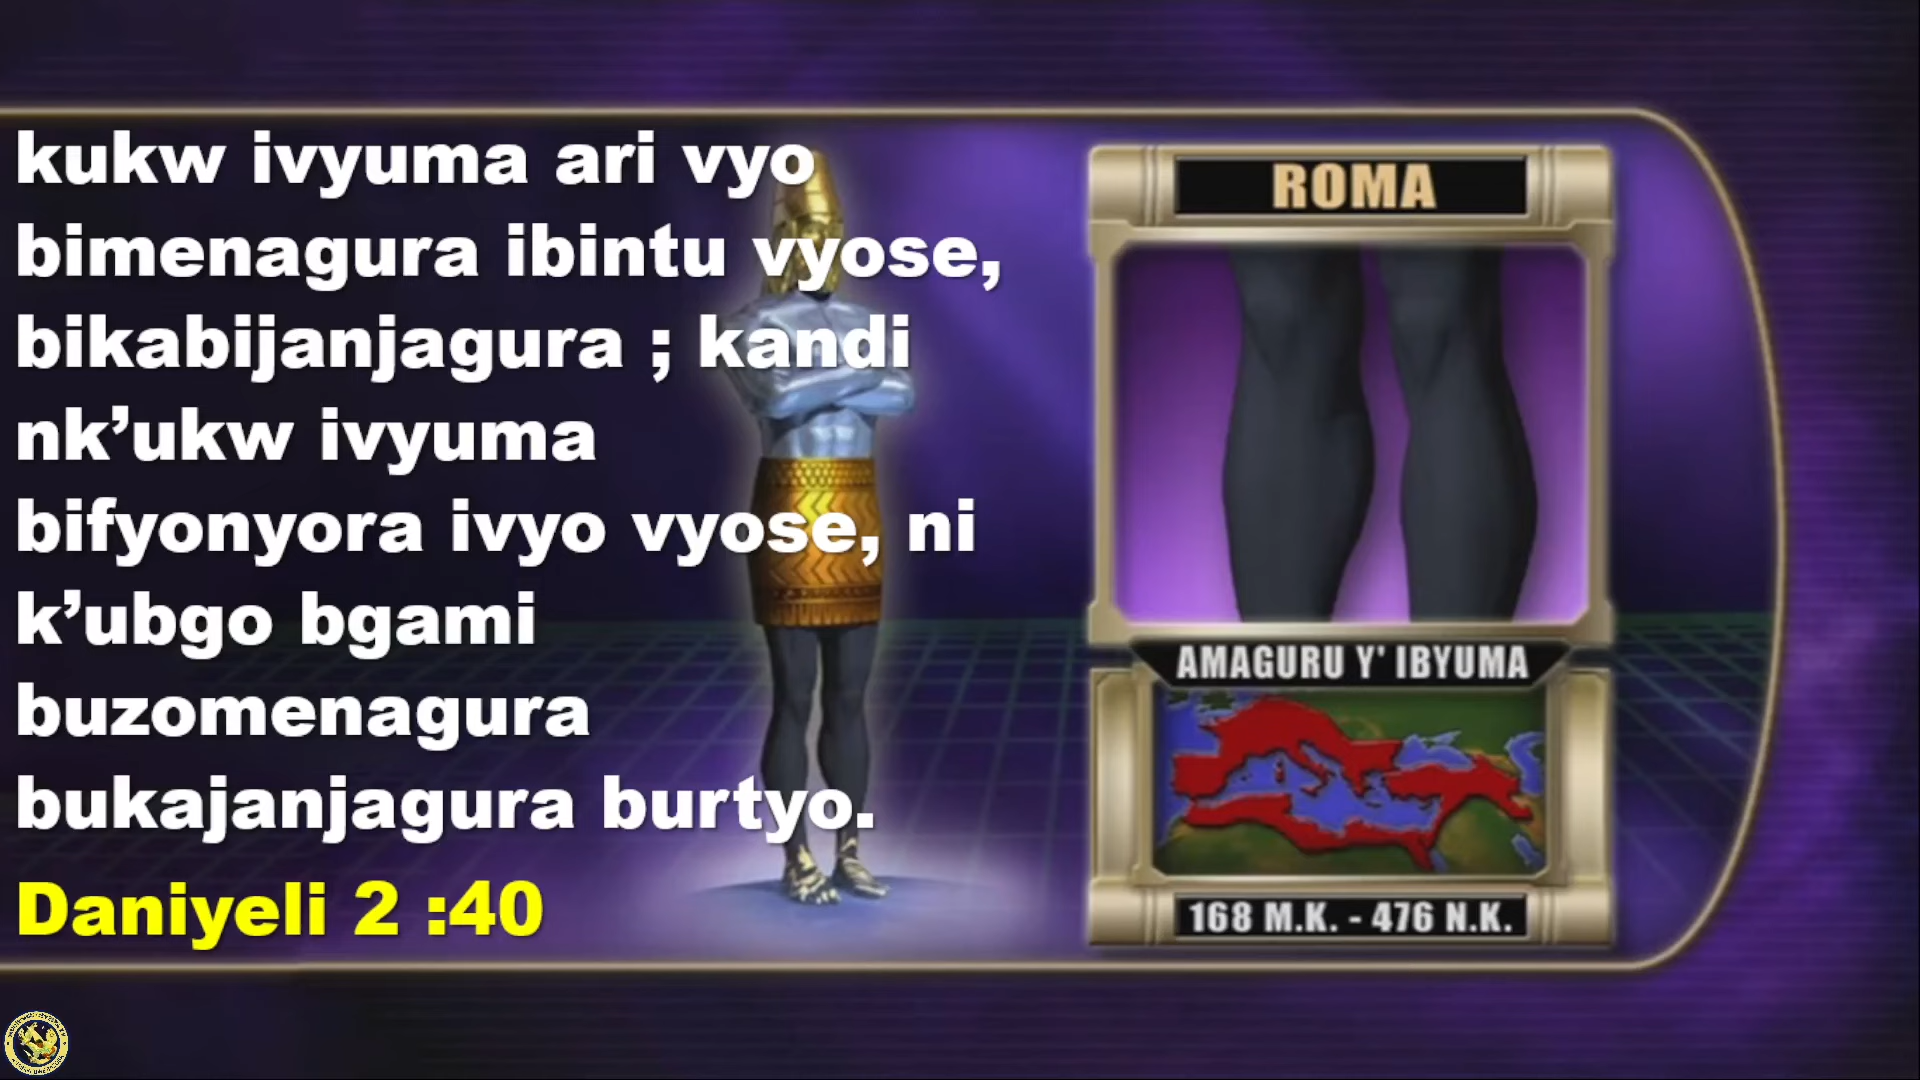 kukw ivyuma ari vyo
bimenagura ibintu vyose,
bikabijanjagura ; kandi
nk’ukw ivyuma
bifyonyora ivyo vyose, ni
k’ubgo bgami
buzomenagura
bukajanjagura burtyo.
Daniyeli 2 :40
ROMA
AMAGURU Y' IBYUMA
168 M.K. - 476 N.K.